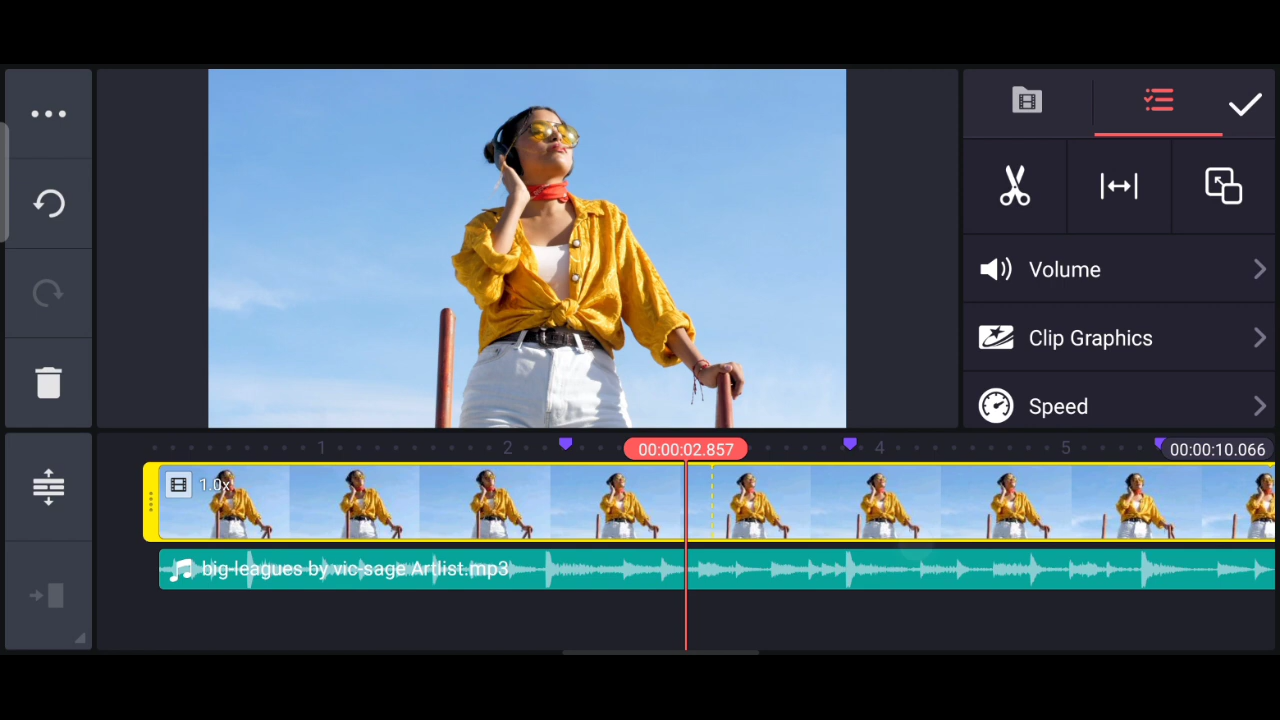 Volume
Clip Graphics
Speed
1
2
00:00:02.857
4
5
00:00:10.066
1.0x
big-leagues by vic-sage Artlist.mp3